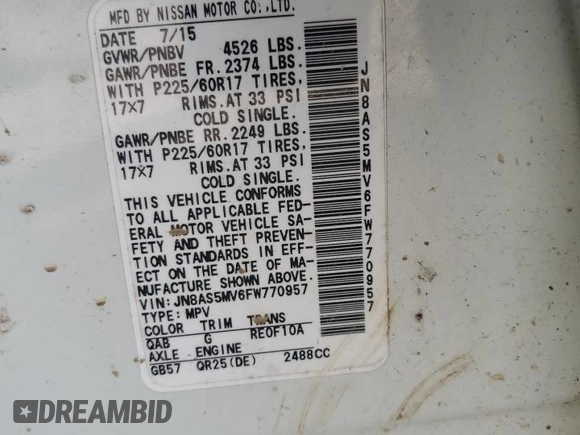 MFD BY NISSAN MOTOR CO.,LTD.
DATE 7/15
GVWR/PNBV 4526 LBS.
GAWR/PNBE FR. 2374 LBS.
WITH P225/60R17 TIRES,
17×7 RIMS.AT 33 PSI
COLD SINGLE.
GAWR/PNBE RR. 2249 LBS.
WITH P225/60R17 TIRES,
17×7 RIMS.AT 33 PSI
COLD SINGLE.
THIS VEHICLE CONFORMS
TO ALL APPLICABLE FED-
ERAL MOTOR VEHICLE SA-
FETY AND THEFT PREVEN-
TION STANDARDS IN EFF-
ECT ON THE DATE OF MA-
NUFACTURE SHOWN ABOVE.
VIN: JN8AS5MV6FW770957
TYPE: MPV
COLOR TRIM TRANS
QAB G RE0F10A
AXLE ENGINE
GB57 QR25(DE) 2488CC
JN8AS5MV6FW770957
DREAMBID